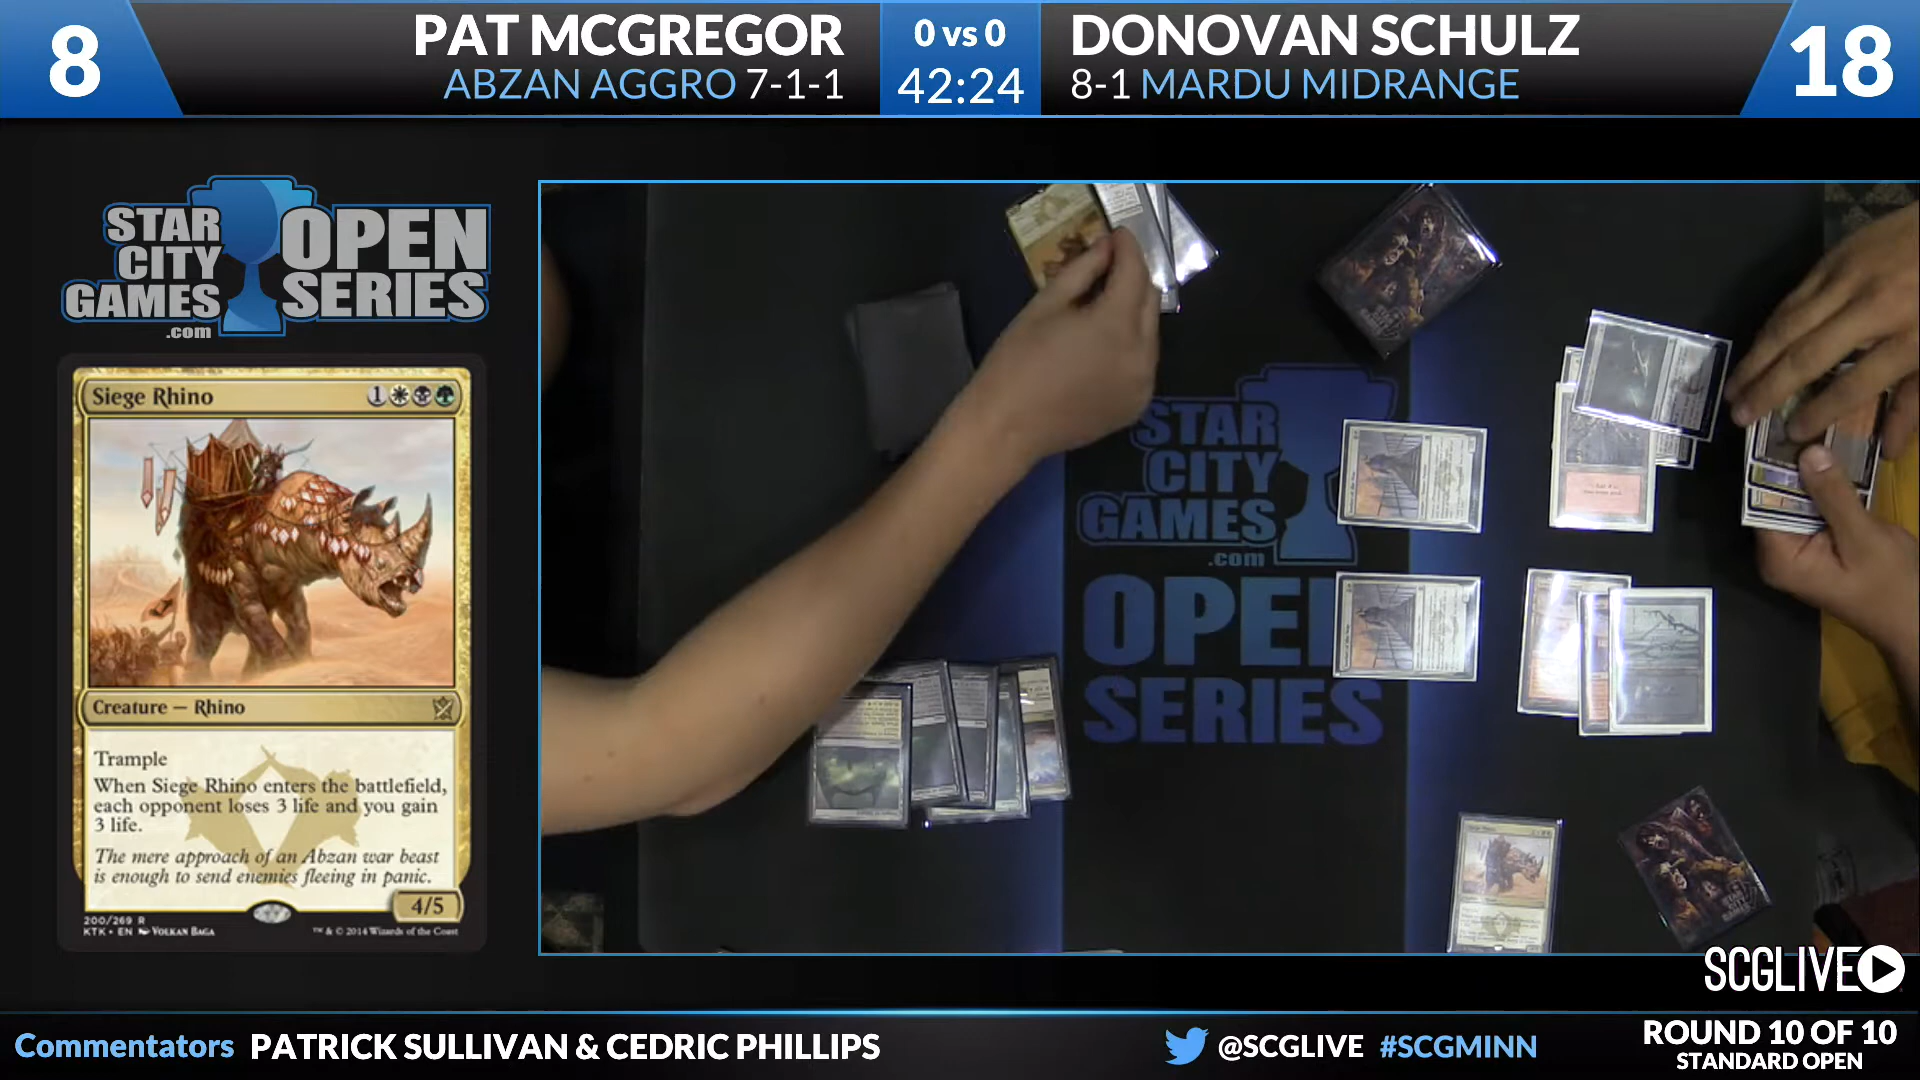 8
PAT MCGREGOR
ABZAN AGGRO 7-1-1
0 vs 0
42:24
DONOVAN SCHULZ
8-1 MARDU MIDRANGE
18
STAR CITY GAMES .com OPEN SERIES
Siege Rhino 1
Creature — Rhino
Trample
When Siege Rhino enters the battlefield,
each opponent loses 3 life and you gain
3 life.
The mere approach of an Abzan war beast
is enough to send enemies fleeing in panic.
4/5
200/269 R
KTK • EN VOLKAN BAGA
™ & © 2014 Wizards of the Coast
STAR
CITY
GAMES
.com
OPEN
SERIES
SCGLIVE
Commentators PATRICK SULLIVAN & CEDRIC PHILLIPS
@SCGLIVE #SCGMINN
ROUND 10 OF 10
STANDARD OPEN